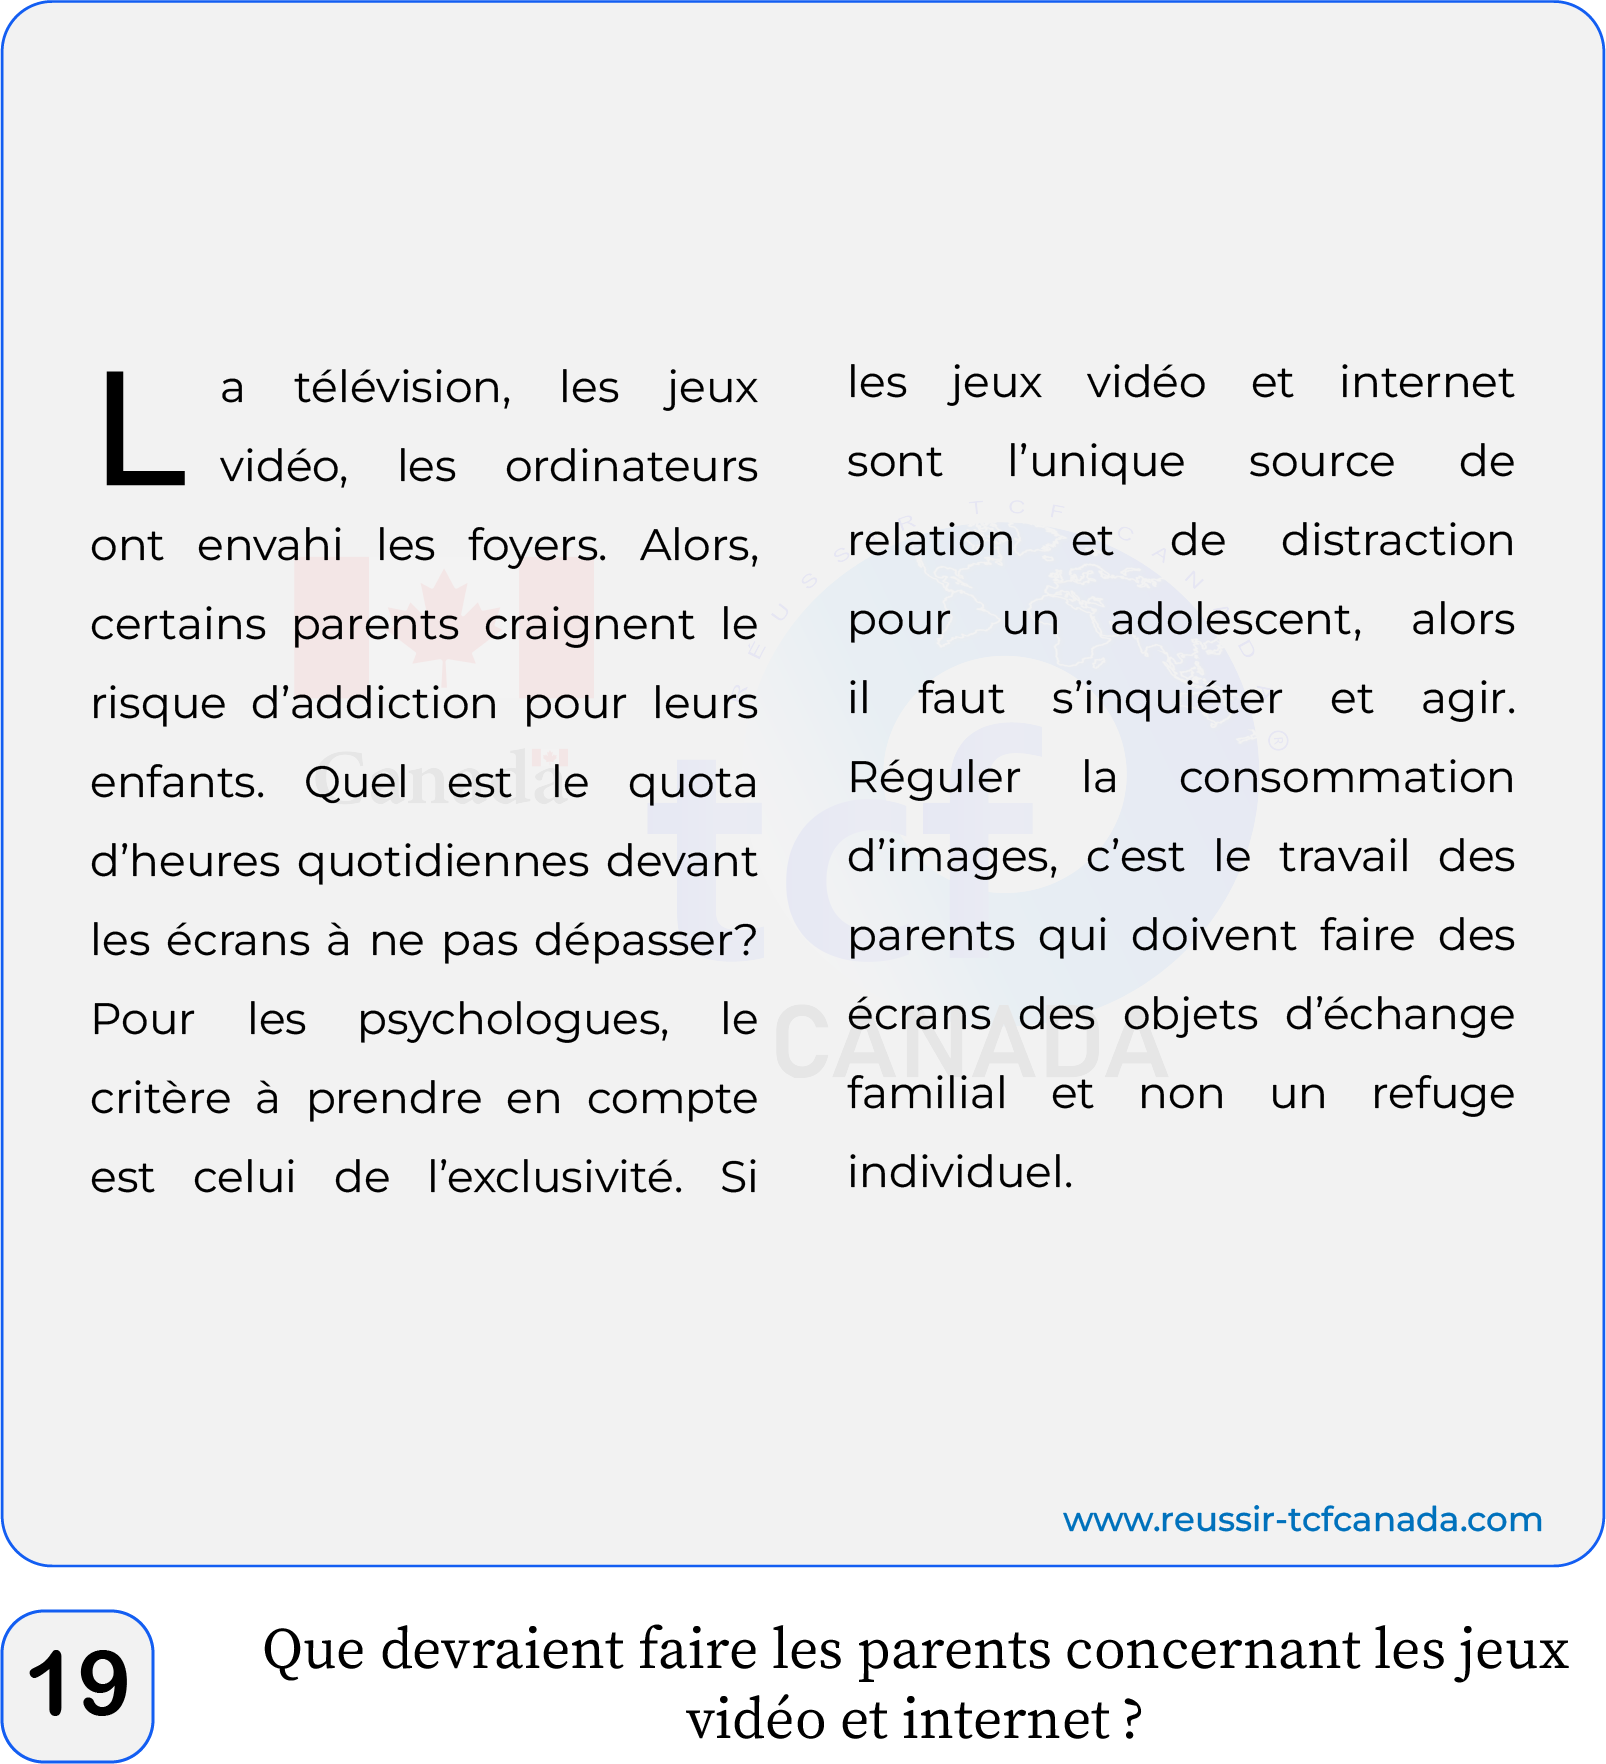 La télévision, les jeux
vidéo, les ordinateurs
ont envahi les foyers. Alors,
certains parents craignent le
risque d’addiction pour leurs
enfants. Quel est le quota
d’heures quotidiennes devant
les écrans à ne pas dépasser?
Pour les psychologues, le
critère à prendre en compte
est celui de l’exclusivité. Si
les jeux vidéo et internet
sont l’unique source de
relation et de distraction
pour un adolescent, alors
il faut s’inquiéter et agir.
Réguler la consommation
d’images, c’est le travail des
parents qui doivent faire des
écrans des objets d’échange
familial et non un refuge
individuel.
Canada
tcf
CANADA
www.reussir-tcfcanada.com
19
Que devraient faire les parents concernant les jeux
vidéo et internet ?